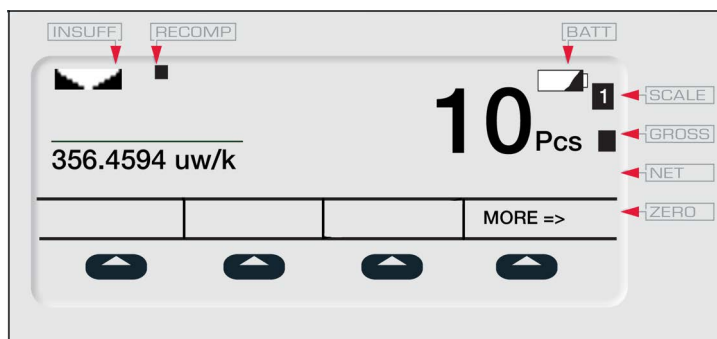 INSUFF RECOMP BATT
1 SCALE
10 Pcs GROSS
356.4594 uw/k
NET
MORE => ZERO